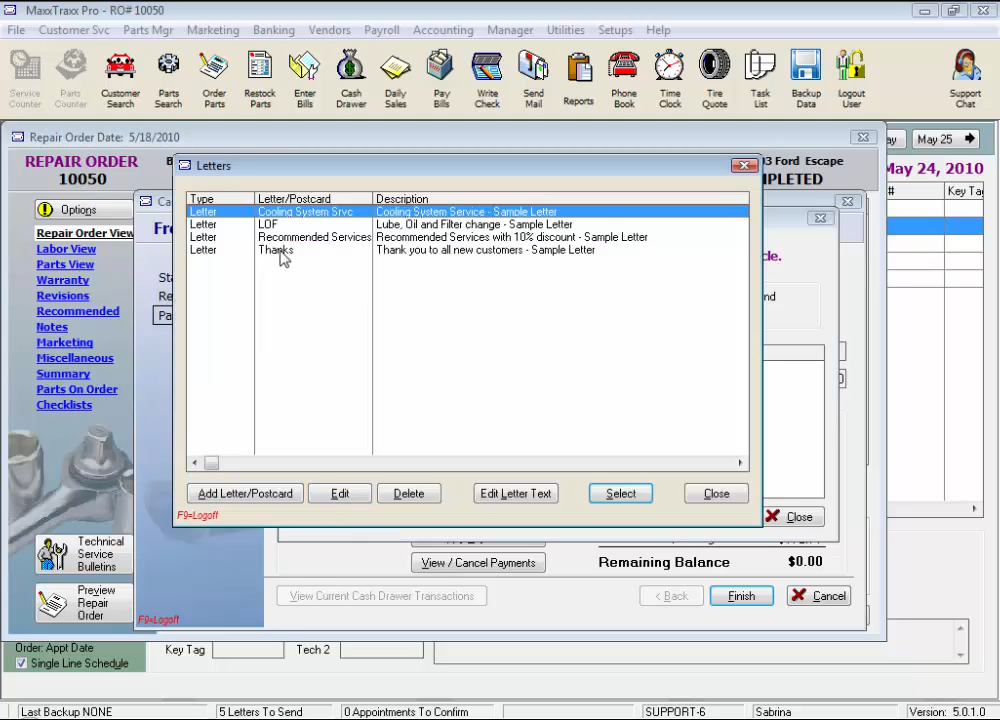 MaxxTraxx Pro - RO# 10050
File Customer Svc Parts Mgr Marketing Banking Vendors Payroll Accounting Manager Utilities Setups Help
Service Counter
Parts Counter
Customer Search
Parts Search
Order Parts
Restock Parts
Enter Bills
Cash Drawer
Daily Sales
Pay Bills
Write Check
Send Mail
Reports
Phone Book
Time Clock
Tire Quote
Task List
Backup Data
Logout User
Support Chat
Repair Order Date: 5/18/2010
ay May 25
REPAIR ORDER
10050
3 Ford Escape
PLETED
May 24, 2010
# Key Tag
Options
Repair Order View
Labor View
Parts View
Warranty
Revisions
Recommended
Notes
Marketing
Miscellaneous
Summary
Parts On Order
Checklists
Technical Service Bulletins
Preview Repair Order
Ca
Fr
Sta
Re
Pa
cle.
nd
Letters
Type Letter/Postcard Description
Letter Cooling System Srvc Cooling System Service - Sample Letter
Letter LOF Lube, Oil and Filter change - Sample Letter
Letter Recommended Services Recommended Services with 10% discount - Sample Letter
Letter Thanks Thank you to all new customers - Sample Letter
Add Letter/Postcard Edit Delete Edit Letter Text Select Close
F9=Logoff
Close
View / Cancel Payments Remaining Balance $0.00
View Current Cash Drawer Transactions < Back Finish Cancel
F9=Logoff
Order: Appt Date
Single Line Schedule
Key Tag Tech 2
Last Backup NONE 5 Letters To Send 0 Appointments To Confirm SUPPORT-6 Sabrina Version: 5.0.1.0